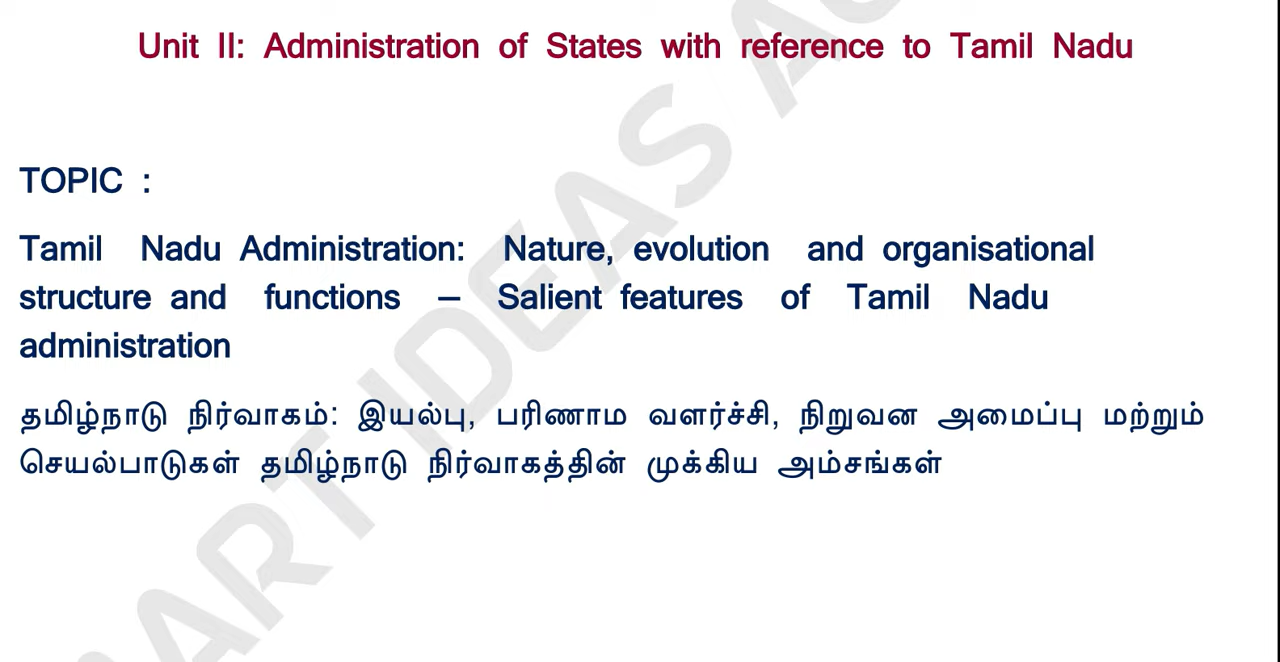 Unit II: Administration of States with reference to Tamil Nadu
TOPIC :
Tamil Nadu Administration: Nature, evolution and organisational
structure and functions – Salient features of Tamil Nadu
administration
தமிழ்நாடு நிர்வாகம்: இயல்பு, பரிணாம வளர்ச்சி, நிறுவன அமைப்பு மற்றும்
செயல்பாடுகள் தமிழ்நாடு நிர்வாகத்தின் முக்கிய அம்சங்கள்
ART IDEAS